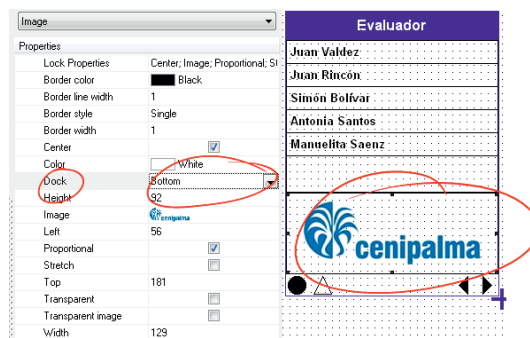 Image
Properties
Lock Properties Center; Image; Proportional; St
Border color Black
Border line width 1
Border style Single
Border width 1
Center
Color White
Dock Bottom
Height 92
Image cenipalma
Left 56
Proportional
Stretch
Top 181
Transparent
Transparent image
Width 129
Evaluador
Juan Valdez
Juan Rincón
Simón Bolívar
Antonia Santos
Manuelita Saenz
cenipalma